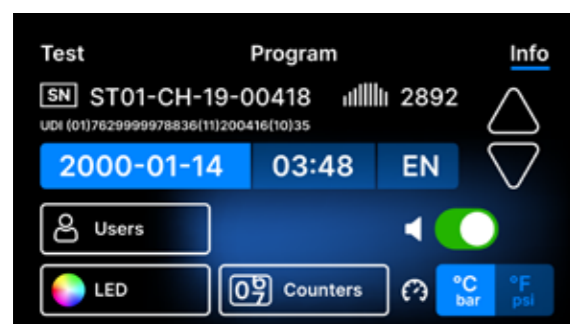 Test Program Info
SN ST01-CH-19-00418 2892
UDI (01)7629999978836(11)200416(10)35
2000-01-14 03:48 EN
Users
LED Counters °C bar °F psi